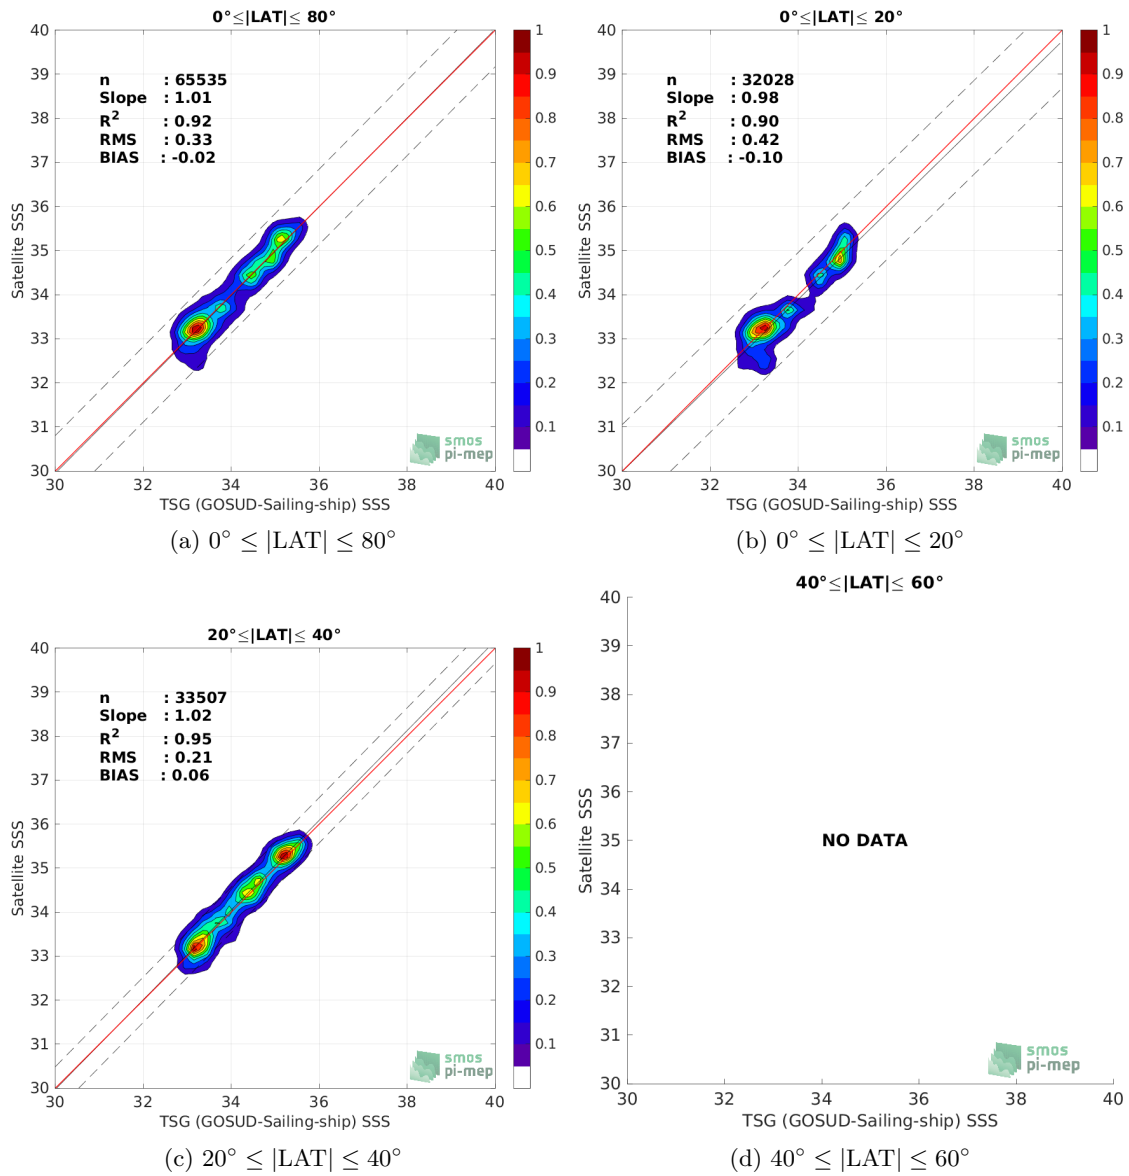 0°≤|LAT|≤ 80°
40
39
38
37
36
35
34
33
32
31
30
Satellite SSS
n : 65535
Slope : 1.01
R2 : 0.92
RMS : 0.33
BIAS : -0.02
1
0.9
0.8
0.7
0.6
0.5
0.4
0.3
0.2
0.1
smos
pi-mep
30 32 34 36 38 40
TSG (GOSUD-Sailing-ship) SSS
(a) 0° ≤ |LAT| ≤ 80°
0°≤|LAT|≤ 20°
40
39
38
37
36
35
34
33
32
31
30
Satellite SSS
n : 32028
Slope : 0.98
R2 : 0.90
RMS : 0.42
BIAS : -0.10
1
0.9
0.8
0.7
0.6
0.5
0.4
0.3
0.2
0.1
smos
pi-mep
30 32 34 36 38 40
TSG (GOSUD-Sailing-ship) SSS
(b) 0° ≤ |LAT| ≤ 20°
20°≤|LAT|≤ 40°
40
39
38
37
36
35
34
33
32
31
30
Satellite SSS
n : 33507
Slope : 1.02
R2 : 0.95
RMS : 0.21
BIAS : 0.06
1
0.9
0.8
0.7
0.6
0.5
0.4
0.3
0.2
0.1
smos
pi-mep
30 32 34 36 38 40
TSG (GOSUD-Sailing-ship) SSS
(c) 20° ≤ |LAT| ≤ 40°
40°≤|LAT|≤ 60°
40
39
38
37
36
35
34
33
32
31
30
Satellite SSS
NO DATA
smos
pi-mep
30 32 34 36 38 40
TSG (GOSUD-Sailing-ship) SSS
(d) 40° ≤ |LAT| ≤ 60°